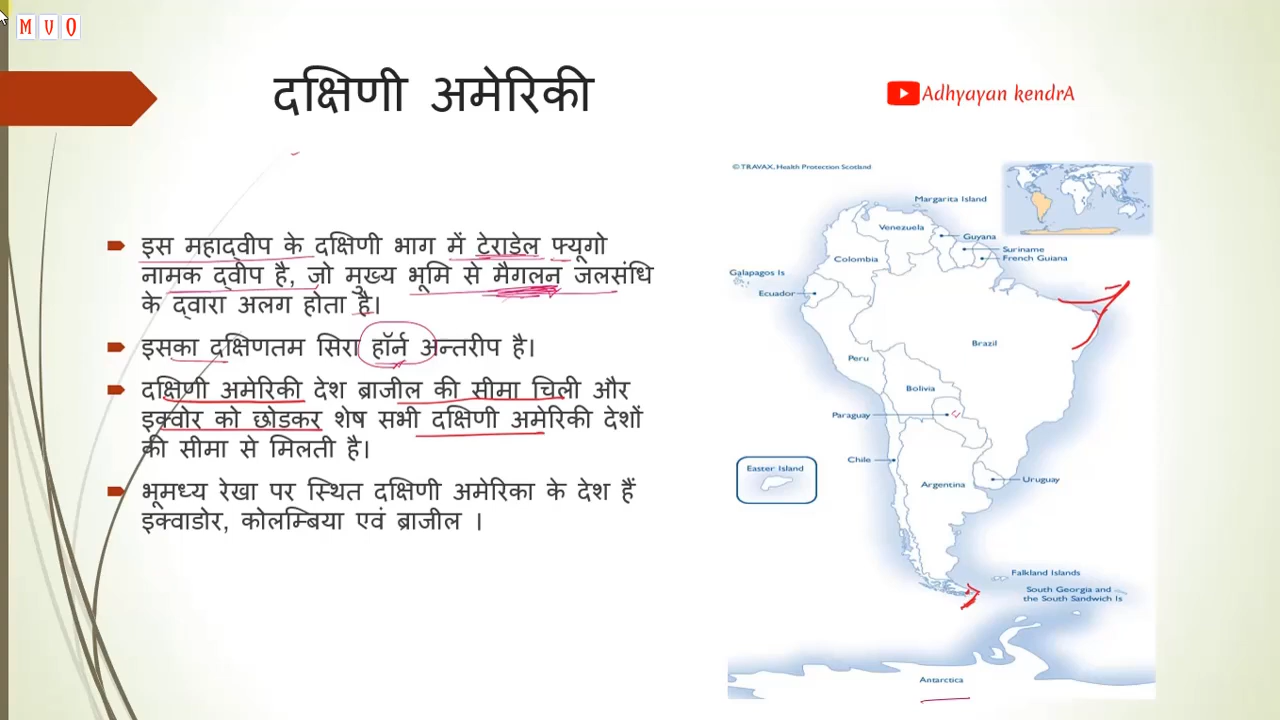 M V O
दक्षिणी अमेरिकी
Adhyayan kendrA
इस महाद्वीप के दक्षिणी भाग में टेराडेल फ्यूगो
नामक द्वीप है, जो मुख्य भूमि से मैगलन जलसंधि
के द्वारा अलग होता है।
इसका दक्षिणतम सिरा हॉर्न अन्तरीप है।
दक्षिणी अमेरिकी देश ब्राजील की सीमा चिली और
इक्वोर को छोडकर शेष सभी दक्षिणी अमेरिकी देशों
की सीमा से मिलती है।
भूमध्य रेखा पर स्थित दक्षिणी अमेरिका के देश हैं
इक्वाडोर, कोलम्बिया एवं ब्राजील ।
© TRAVAX, Health Protection Scotland
Margarita Island
Venezuela
Guyana
Suriname
French Guiana
Colombia
Galapagos Is
Ecuador
Brazil
Peru
Bolivia
Paraguay
Chile
Easter Island
Argentina
Uruguay
Falkland Islands
South Georgia and
the South Sandwich Is
Antarctica